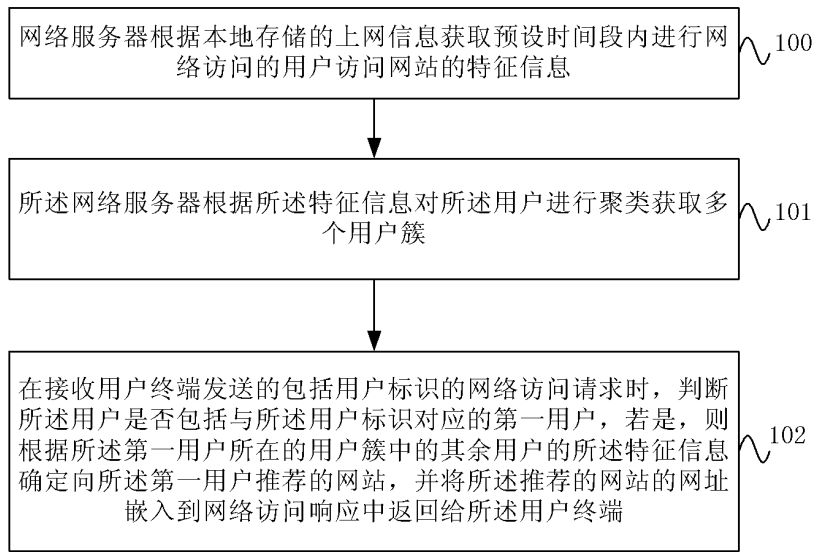 网络服务器根据本地存储的上网信息获取预设时间段内进行网
络访问的用户访问网站的特征信息
100
所述网络服务器根据所述特征信息对所述用户进行聚类获取多
个用户簇
101
在接收用户终端发送的包括用户标识的网络访问请求时，判断
所述用户是否包括与所述用户标识对应的第一用户，若是，则
根据所述第一用户所在的用户簇中的其余用户的所述特征信息
确定向所述第一用户推荐的网站，并将所述推荐的网站的网址
嵌入到网络访问响应中返回给所述用户终端
102